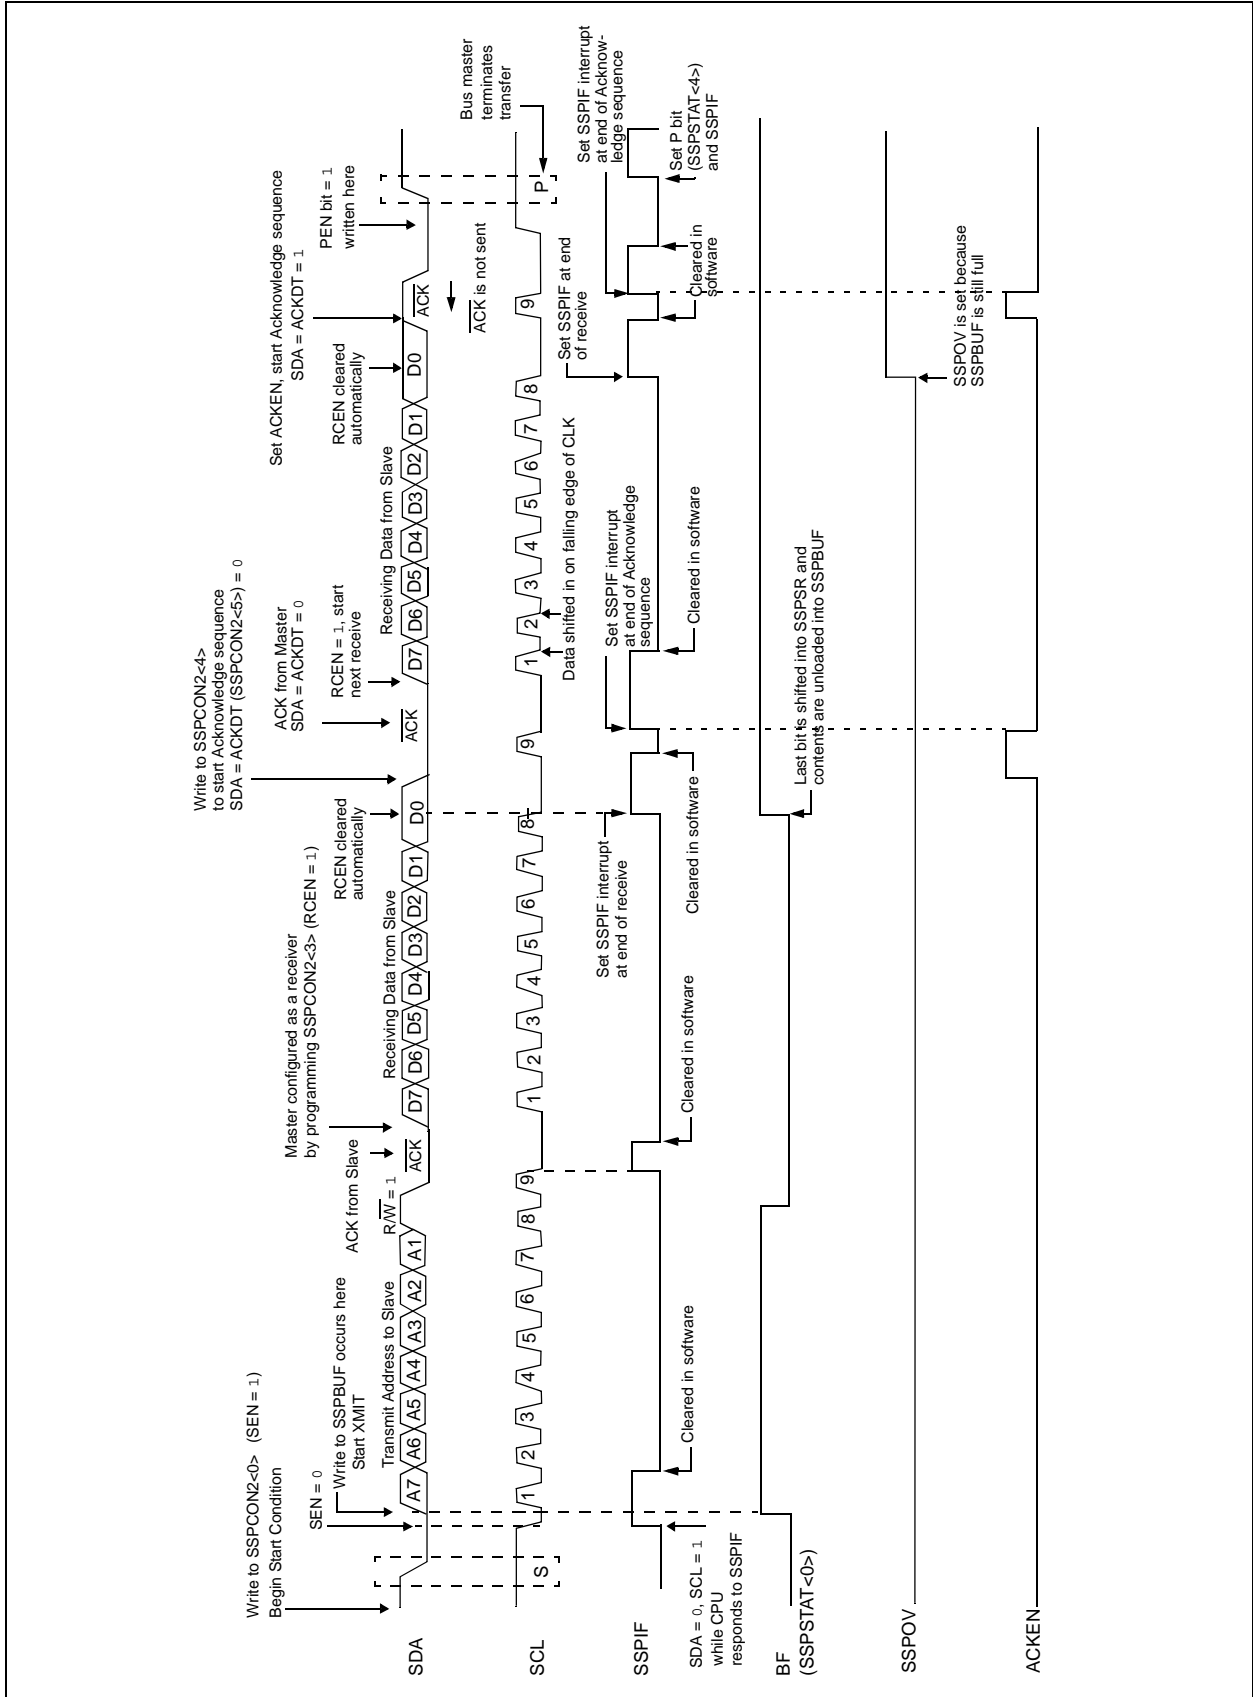 Write to SSPCON2<0> (SEN = 1)
Begin Start Condition
SEN = 0
Write to SSPBUF occurs here
Start XMIT
Master configured as a receiver
by programming SSPCON2<3> (RCEN = 1)
ACK from Slave
RCEN cleared
automatically
Write to SSPCON2<4>
to start Acknowledge sequence
SDA = ACKDT (SSPCON2<5>) = 0
ACK from Master
SDA = ACKDT = 0
RCEN = 1, start
next receive
RCEN cleared
automatically
Set ACKEN, start Acknowledge sequence
SDA = ACKDT = 1
PEN bit = 1
written here
Transmit Address to Slave
R/W = 1
Receiving Data from Slave
Receiving Data from Slave
SDA
A7 A6 A5 A4 A3 A2 A1
ACK
D7 D6 D5 D4 D3 D2 D1 D0
ACK
D7 D6 D5 D4 D3 D2 D1 D0
ACK
ACK is not sent
Bus master
terminates
transfer
SCL
S
1 2 3 4 5 6 7 8 9
1 2 3 4 5 6 7 8 9
1 2 3 4 5 6 7 8 9
P
Data shifted in on falling edge of CLK
Set SSPIF interrupt
at end of receive
Set SSPIF interrupt
at end of Acknowledge
sequence
Set SSPIF at end
of receive
Set SSPIF interrupt
at end of Acknow-
ledge sequence
SSPIF
SDA = 0, SCL = 1
while CPU
responds to SSPIF
Cleared in software
Cleared in software
Cleared in software
Cleared in software
Cleared in
software
Set P bit
(SSPSTAT<4>)
and SSPIF
BF
(SSPSTAT<0>)
Last bit is shifted into SSPSR and
contents are unloaded into SSPBUF
SSPOV
SSPOV is set because
SSPBUF is still full
ACKEN